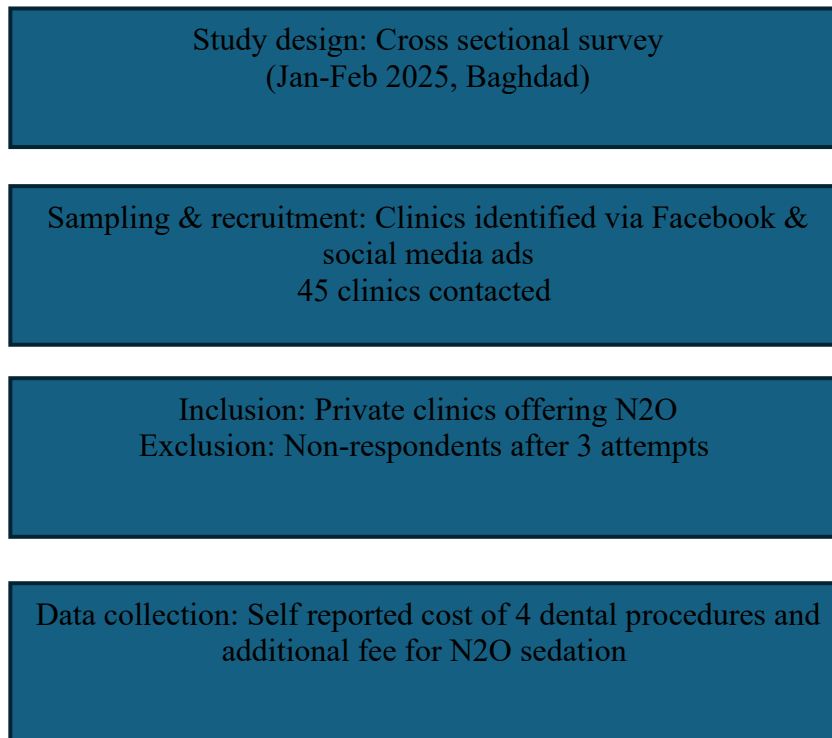 Study design: Cross sectional survey
(Jan-Feb 2025, Baghdad)
Sampling & recruitment: Clinics identified via Facebook &
social media ads
45 clinics contacted
Inclusion: Private clinics offering N2O
Exclusion: Non-respondents after 3 attempts
Data collection: Self reported cost of 4 dental procedures and
additional fee for N2O sedation